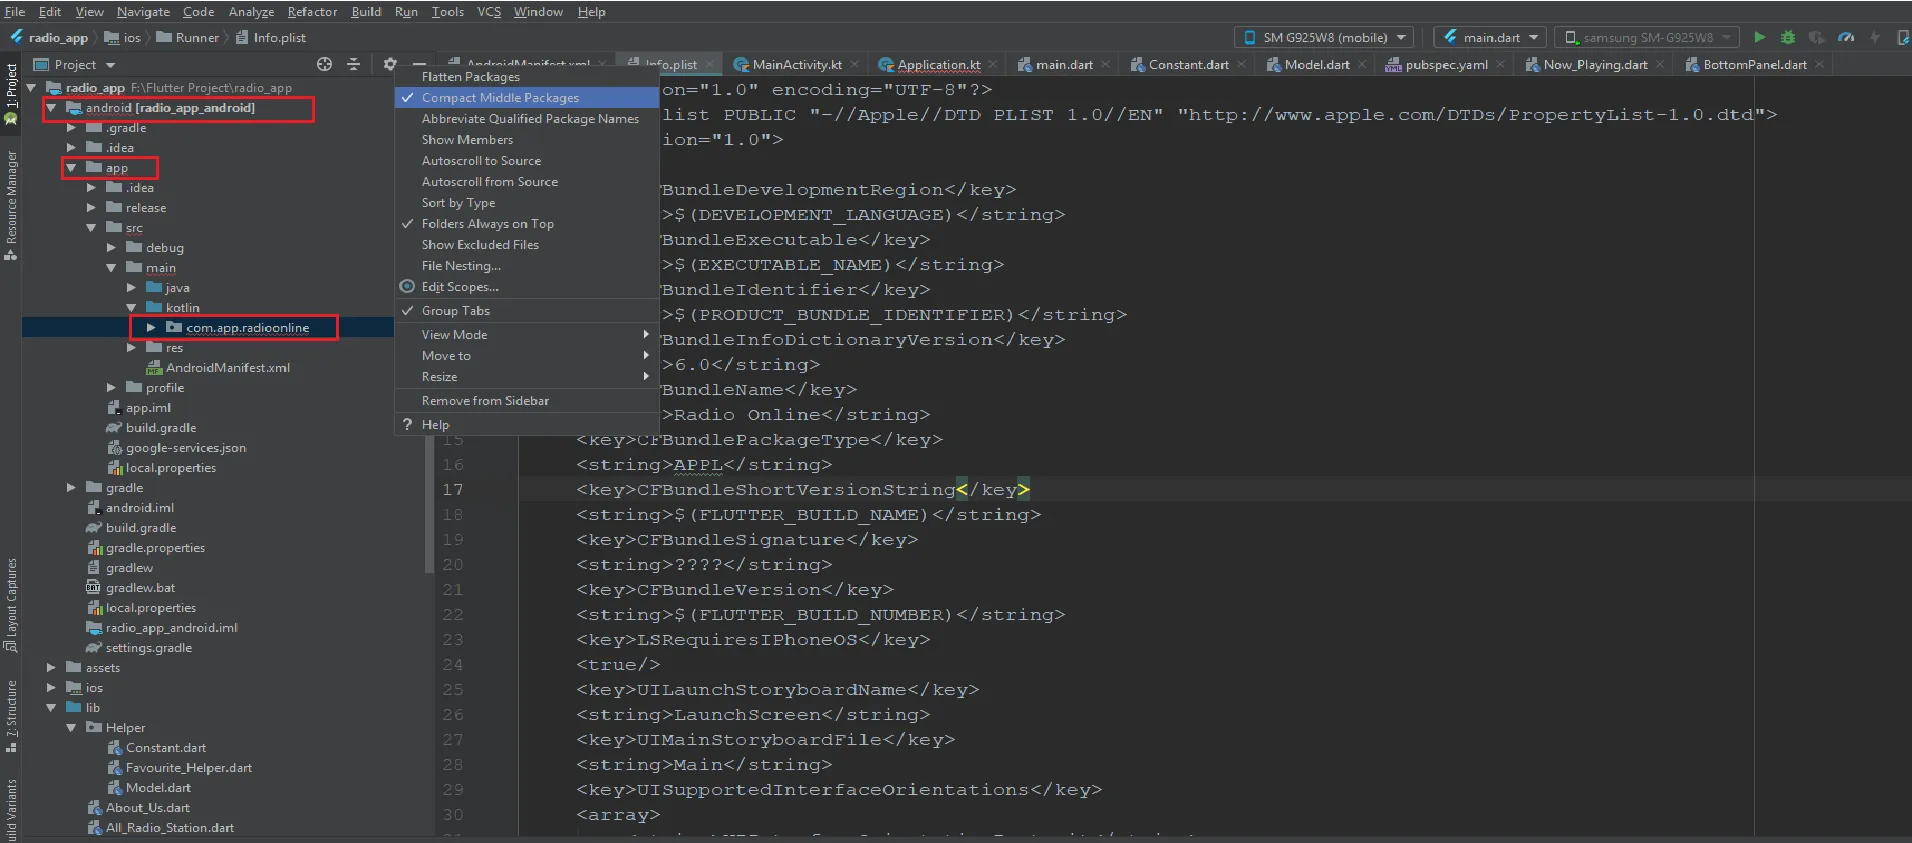 File Edit View Navigate Code Analyze Refactor Build Run Tools VCS Window Help
radio_app ios Runner Info.plist SM G925W8 (mobile) main.dart samsung SM-G925W8
Project
AndroidManifest.xml Info.plist MainActivity.kt Application.kt main.dart Constant.dart Model.dart pubspec.yaml Now_Playing.dart BottomPanel.dart
1: Project
Resource Manager
Layout Captures
Z: Structure
Build Variants
radio_app F:\Flutter Project\radio_app
android [radio_app_android]
.gradle
.idea
app
.idea
release
src
debug
main
java
kotlin
com.app.radioonline
res
AndroidManifest.xml
profile
app.iml
build.gradle
google-services.json
local.properties
gradle
android.iml
build.gradle
gradle.properties
gradlew
gradlew.bat
local.properties
radio_app_android.iml
settings.gradle
assets
ios
lib
Helper
Constant.dart
Favourite_Helper.dart
Model.dart
About_Us.dart
All_Radio_Station.dart
Flatten Packages
Compact Middle Packages
Abbreviate Qualified Package Names
Show Members
Autoscroll to Source
Autoscroll from Source
Sort by Type
Folders Always on Top
Show Excluded Files
File Nesting...
Edit Scopes...
Group Tabs
View Mode
Move to
Resize
Remove from Sidebar
? Help
on="1.0" encoding="UTF-8"?>
list PUBLIC "-//Apple//DTD PLIST 1.0//EN" "http://www.apple.com/DTDs/PropertyList-1.0.dtd">
ion="1.0">
BundleDevelopmentRegion</key>
>$(DEVELOPMENT_LANGUAGE)</string>
BundleExecutable</key>
>$(EXECUTABLE_NAME)</string>
BundleIdentifier</key>
>$(PRODUCT_BUNDLE_IDENTIFIER)</string>
BundleInfoDictionaryVersion</key>
>6.0</string>
BundleName</key>
>Radio Online</string>
15 <key>CFBundlePackageType</key>
16 <string>APPL</string>
17 <key>CFBundleShortVersionString</key>
18 <string>$(FLUTTER_BUILD_NAME)</string>
19 <key>CFBundleSignature</key>
20 <string>????</string>
21 <key>CFBundleVersion</key>
22 <string>$(FLUTTER_BUILD_NUMBER)</string>
23 <key>LSRequiresIPhoneOS</key>
24 <true/>
25 <key>UILaunchStoryboardName</key>
26 <string>LaunchScreen</string>
27 <key>UIMainStoryboardFile</key>
28 <string>Main</string>
29 <key>UISupportedInterfaceOrientations</key>
30 <array>